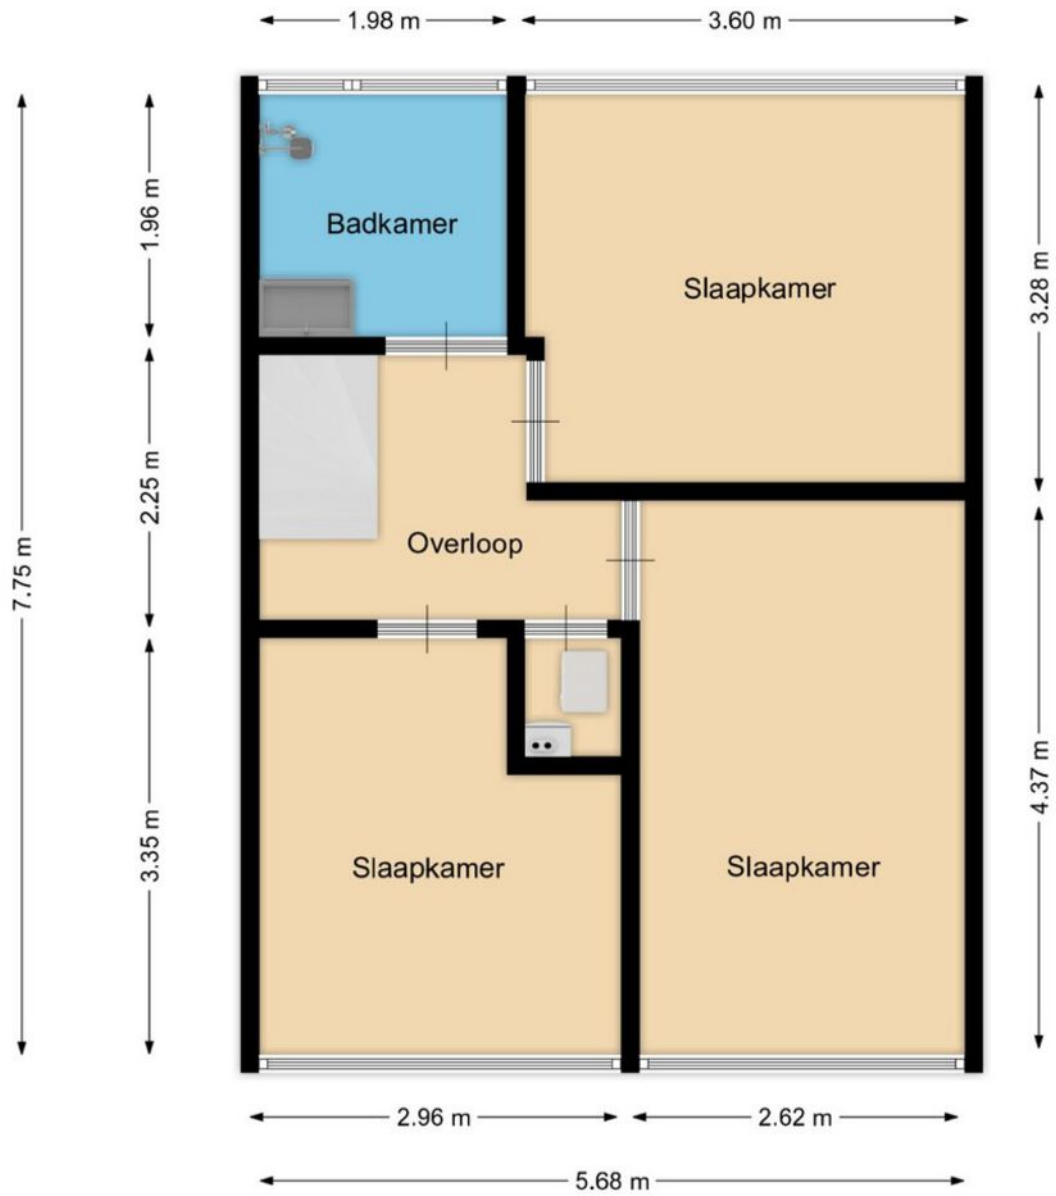 1.98 m
3.60 m
Badkamer
1.96 m
Slaapkamer
3.28 m
2.25 m
Overloop
7.75 m
4.37 m
3.35 m
Slaapkamer
Slaapkamer
2.96 m
2.62 m
5.68 m